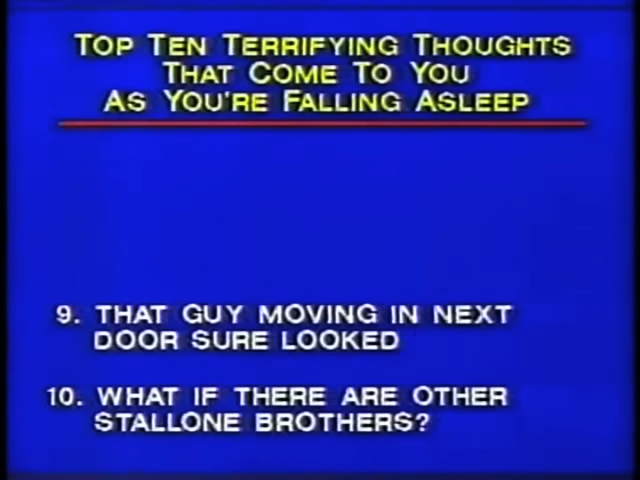 TOP TEN TERRIFYING THOUGHTS
THAT COME TO YOU
AS YOU'RE FALLING ASLEEP
9. THAT GUY MOVING IN NEXT
DOOR SURE LOOKED
10. WHAT IF THERE ARE OTHER
STALLONE BROTHERS?